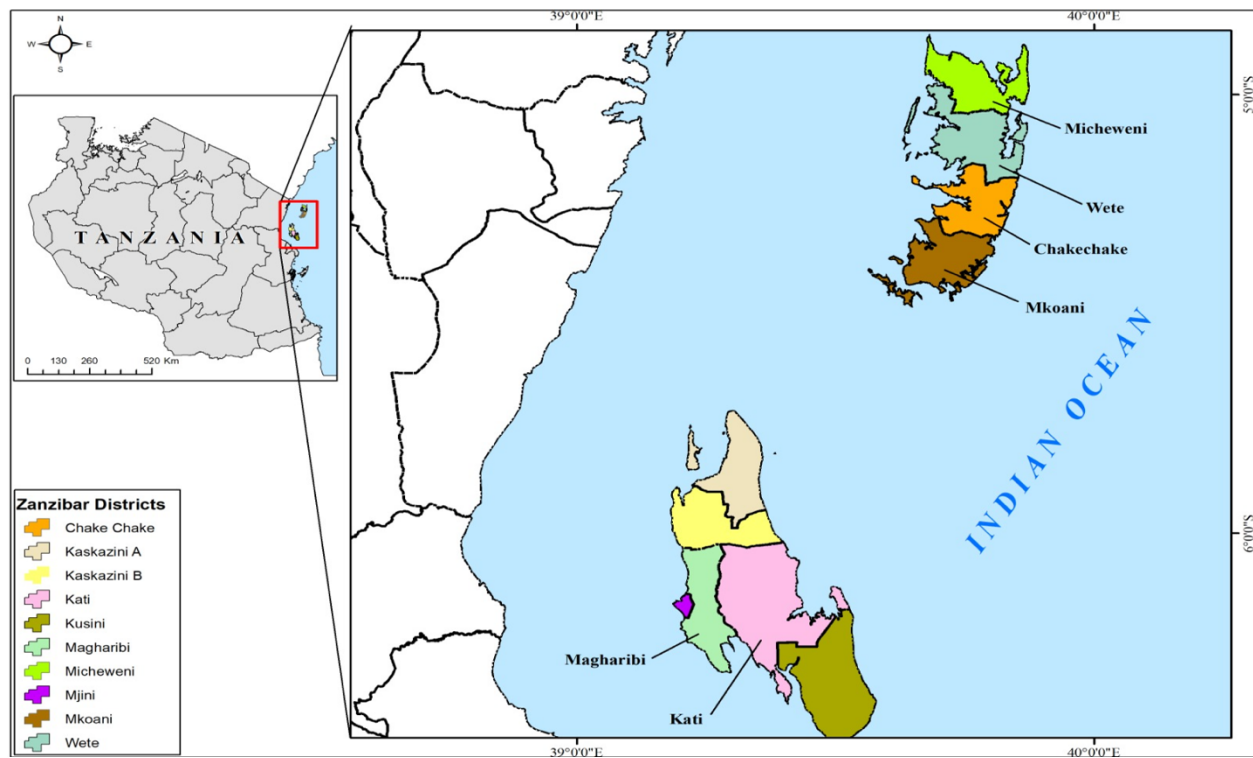 39°0'0"E
40°0'0"E
N
W
E
S
TANZANIA
0
130
260
520 Km
5°0'0"S
6°0'0"S
Micheweni
Wete
Chakechake
Mkoani
INDIAN OCEAN
Magharibi
Kati
Zanzibar Districts
Chake Chake
Kaskazini A
Kaskazini B
Kati
Kusini
Magharibi
Micheweni
Mjini
Mkoani
Wete
39°0'0"E
40°0'0"E